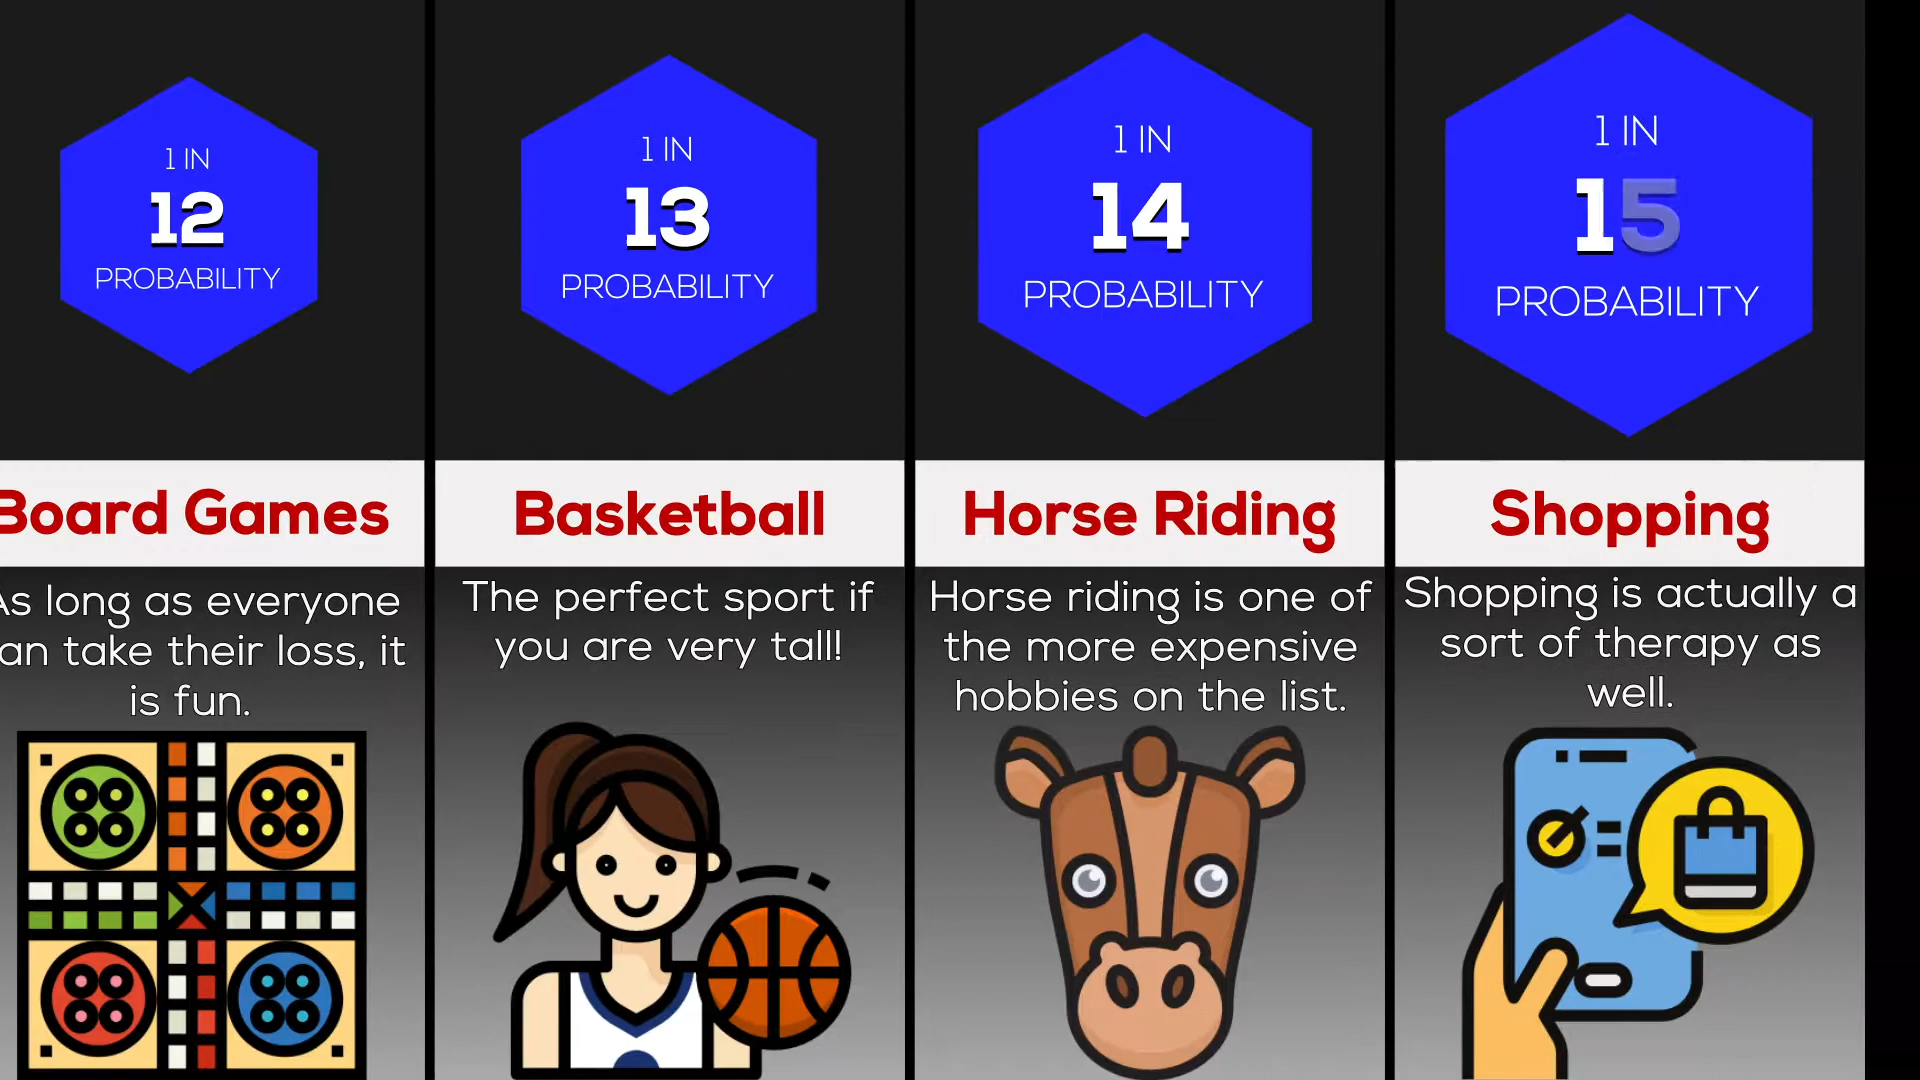 1 IN
12
PROBABILITY
Board Games
As long as everyone
an take their loss, it
is fun.
1 IN
13
PROBABILITY
Basketball
The perfect sport if
you are very tall!
1 IN
14
PROBABILITY
Horse Riding
Horse riding is one of
the more expensive
hobbies on the list.
1 IN
15
PROBABILITY
Shopping
Shopping is actually a
sort of therapy as
well.